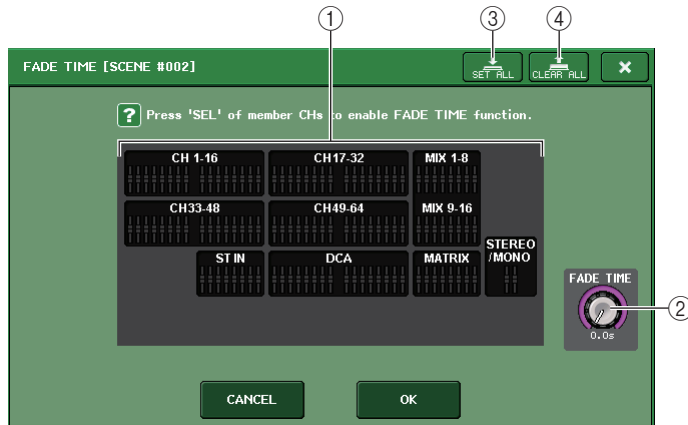 ① ③ ④
FADE TIME [SCENE #002]
SET ALL
CLEAR ALL
×
? Press 'SEL' of member CHs to enable FADE TIME function.
CH 1-16
CH17-32
MIX 1-8
CH33-48
CH49-64
MIX 9-16
ST IN
DCA
MATRIX
STEREO
/MONO
FADE TIME
②
0.0s
CANCEL
OK